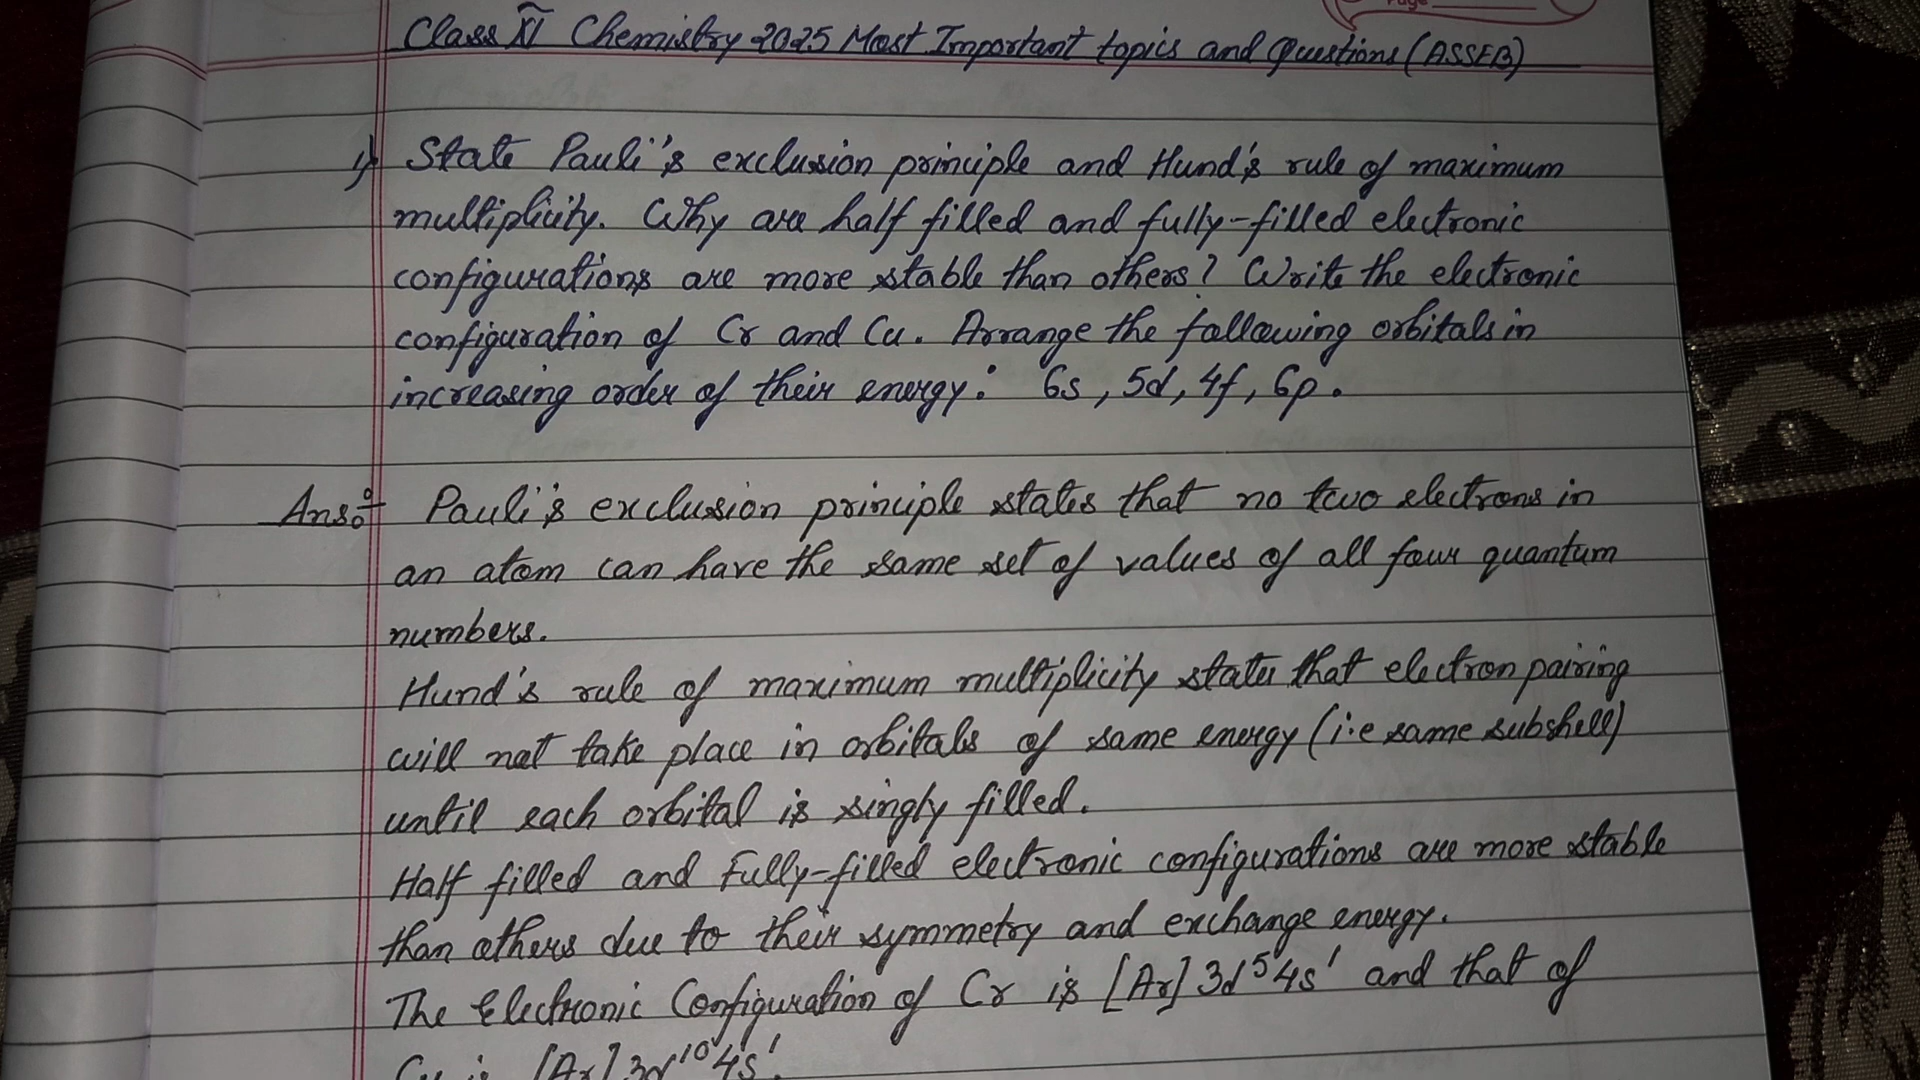 Page
Class XI Chemistry 2025 Most Important topics and Questions (ASSEB)
1) State Pauli's exclusion principle and Hund's rule of maximum
multiplicity. Why are half filled and fully-filled electronic
configurations are more stable than others? Write the electronic
configuration of Cr and Cu. Arrange the following orbitals in
increasing order of their energy: 6s, 5d, 4f, 6p.
Ans:- Pauli's exclusion principle states that no two electrons in
an atom can have the same set of values of all four quantum
numbers.
Hund's rule of maximum multiplicity states that electron pairing
will not take place in orbitals of same energy (i.e same subshell)
until each orbital is singly filled.
Half filled and Fully-filled electronic configurations are more stable
than others due to their symmetry and exchange energy.
The Electronic Configuration of Cr is [Ar] 3d⁵4s¹ and that of
Cu is [Ar] 3d¹⁰4s¹.